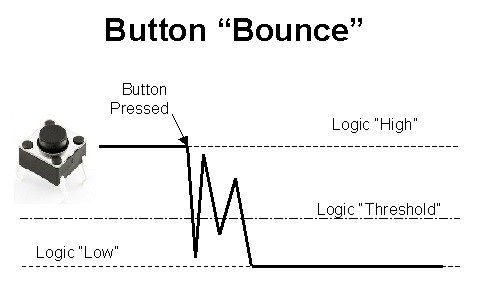 Button “Bounce”
Button
Pressed
Logic “High”
Logic “Threshold”
Logic “Low”